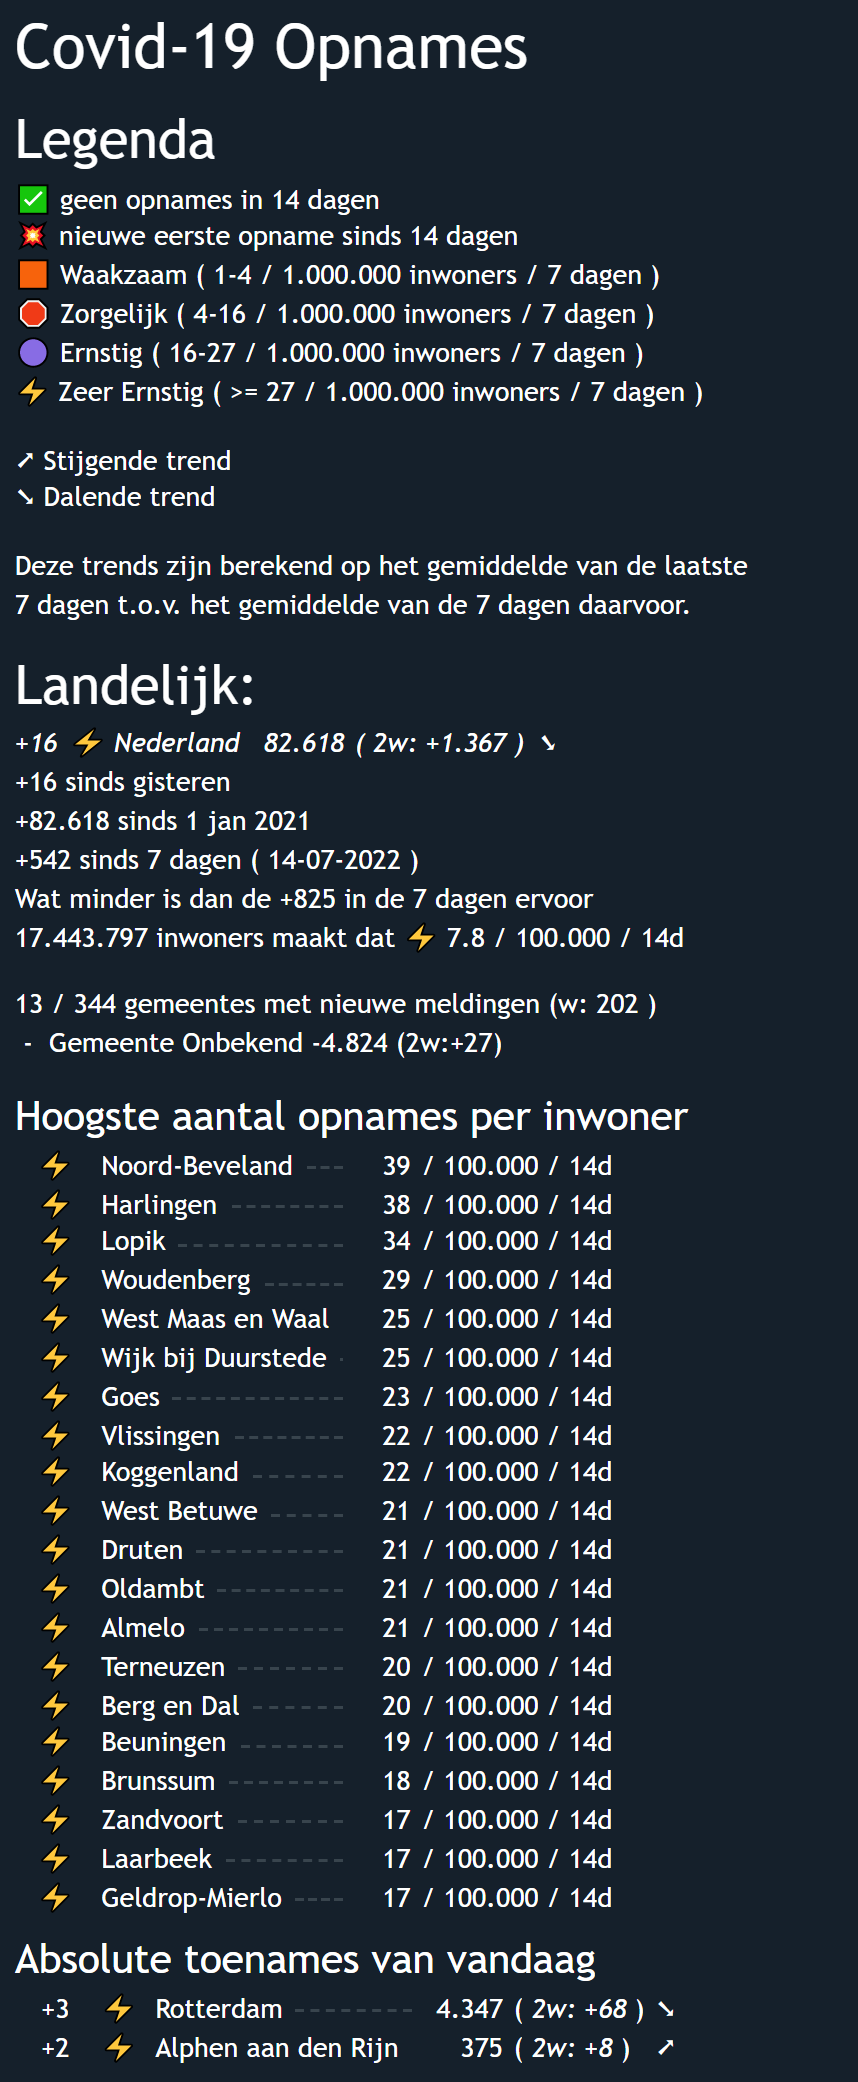 Covid-19 Opnames
Legenda
✅ geen opnames in 14 dagen
💥 nieuwe eerste opname sinds 14 dagen
🟧 Waakzaam ( 1-4 / 1.000.000 inwoners / 7 dagen )
🛑 Zorgelijk ( 4-16 / 1.000.000 inwoners / 7 dagen )
🟣 Ernstig ( 16-27 / 1.000.000 inwoners / 7 dagen )
⚡ Zeer Ernstig ( >= 27 / 1.000.000 inwoners / 7 dagen )
➚ Stijgende trend
➘ Dalende trend
Deze trends zijn berekend op het gemiddelde van de laatste
7 dagen t.o.v. het gemiddelde van de 7 dagen daarvoor.
Landelijk:
+16 ⚡ Nederland 82.618 ( 2w: +1.367 ) ➘
+16 sinds gisteren
+82.618 sinds 1 jan 2021
+542 sinds 7 dagen ( 14-07-2022 )
Wat minder is dan de +825 in de 7 dagen ervoor
17.443.797 inwoners maakt dat ⚡ 7.8 / 100.000 / 14d
13 / 344 gemeentes met nieuwe meldingen (w: 202 )
- Gemeente Onbekend -4.824 (2w:+27)
Hoogste aantal opnames per inwoner
⚡ Noord-Beveland --- 39 / 100.000 / 14d
⚡ Harlingen -------- 38 / 100.000 / 14d
⚡ Lopik ------------ 34 / 100.000 / 14d
⚡ Woudenberg ------ 29 / 100.000 / 14d
⚡ West Maas en Waal 25 / 100.000 / 14d
⚡ Wijk bij Duurstede - 25 / 100.000 / 14d
⚡ Goes ------------- 23 / 100.000 / 14d
⚡ Vlissingen -------- 22 / 100.000 / 14d
⚡ Koggenland ------- 22 / 100.000 / 14d
⚡ West Betuwe ------ 21 / 100.000 / 14d
⚡ Druten ----------- 21 / 100.000 / 14d
⚡ Oldambt ---------- 21 / 100.000 / 14d
⚡ Almelo ----------- 21 / 100.000 / 14d
⚡ Terneuzen -------- 20 / 100.000 / 14d
⚡ Berg en Dal ------- 20 / 100.000 / 14d
⚡ Beuningen -------- 19 / 100.000 / 14d
⚡ Brunssum --------- 18 / 100.000 / 14d
⚡ Zandvoort -------- 17 / 100.000 / 14d
⚡ Laarbeek --------- 17 / 100.000 / 14d
⚡ Geldrop-Mierlo ---- 17 / 100.000 / 14d
Absolute toenames van vandaag
+3 ⚡ Rotterdam --------- 4.347 ( 2w: +68 ) ➘
+2 ⚡ Alphen aan den Rijn 375 ( 2w: +8 ) ➚